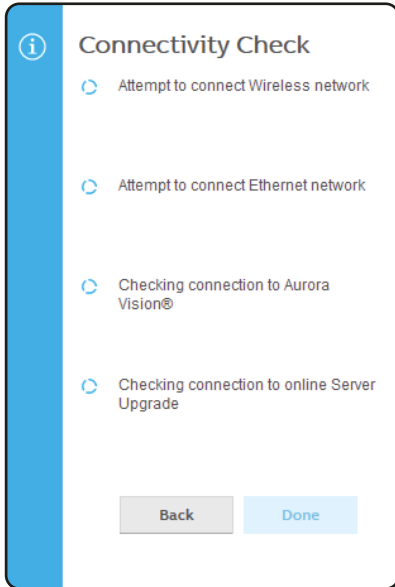 Connectivity Check
Attempt to connect Wireless network
Attempt to connect Ethernet network
Checking connection to Aurora
Vision®
Checking connection to online Server
Upgrade
Back
Done